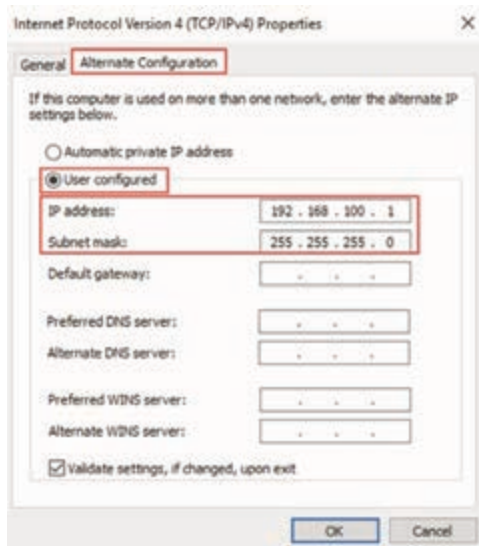 Internet Protocol Version 4 (TCP/IPv4) Properties
General Alternate Configuration
If this computer is used on more than one network, enter the alternate IP
settings below.
Automatic private IP address
User configured
IP address: 192 . 168 . 100 . 1
Subnet mask: 255 . 255 . 255 . 0
Default gateway: . . .
Preferred DNS server: . . .
Alternate DNS server: . . .
Preferred WINS server: . . .
Alternate WINS server: . . .
Validate settings, if changed, upon exit
OK Cancel